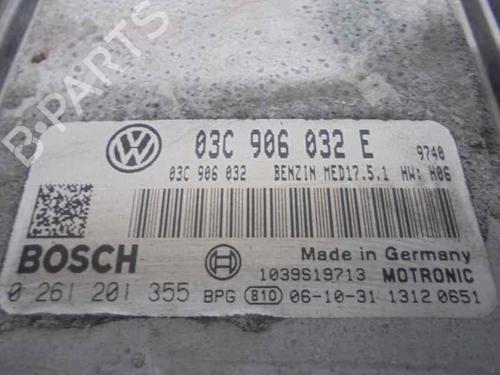 B-PARTS
03C 906 032 E 9740
03C 906 032 BENZIN MED17.5.1 HW: H06
BOSCH Made in Germany
1039S19713 MOTRONIC
0 261 201 355 BPG 810 06-10-31 1312 0651